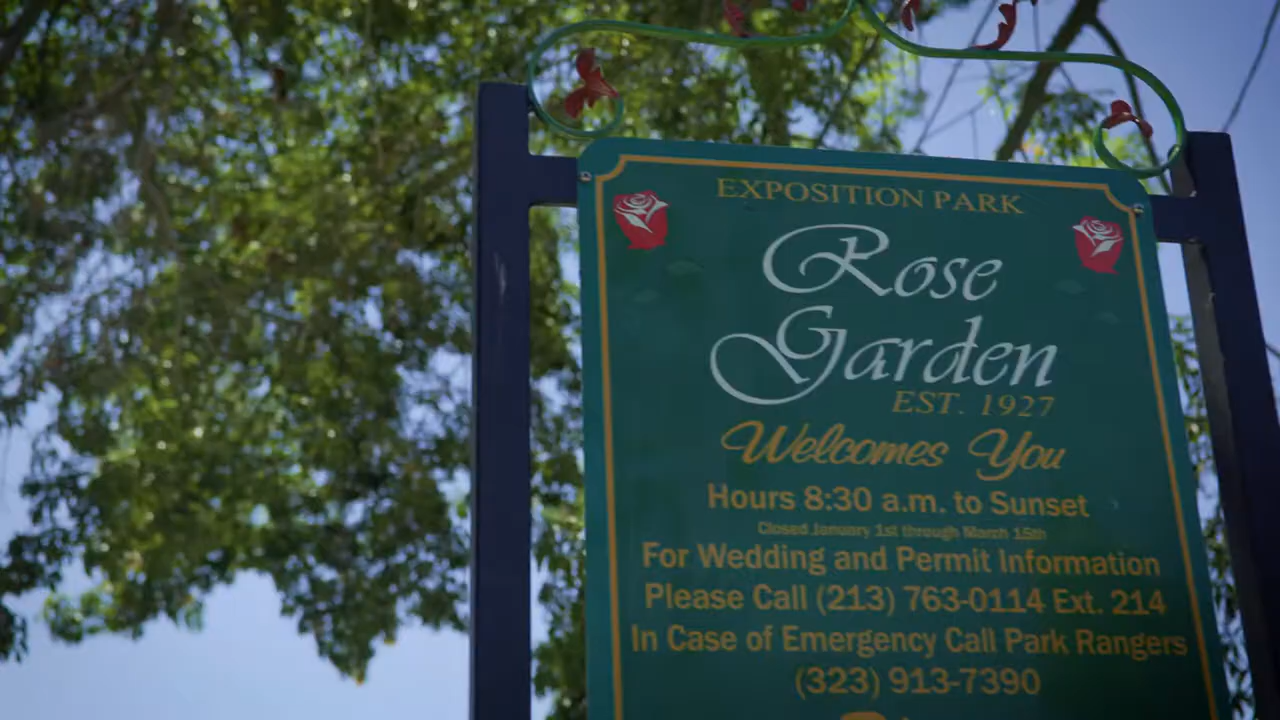 EXPOSITION PARK
Rose
Garden
EST. 1927
Welcomes You
Hours 8:30 a.m. to Sunset
Closed January 1st through March 15th
For Wedding and Permit Information
Please Call (213) 763-0114 Ext. 214
In Case of Emergency Call Park Rangers
(323) 913-7390